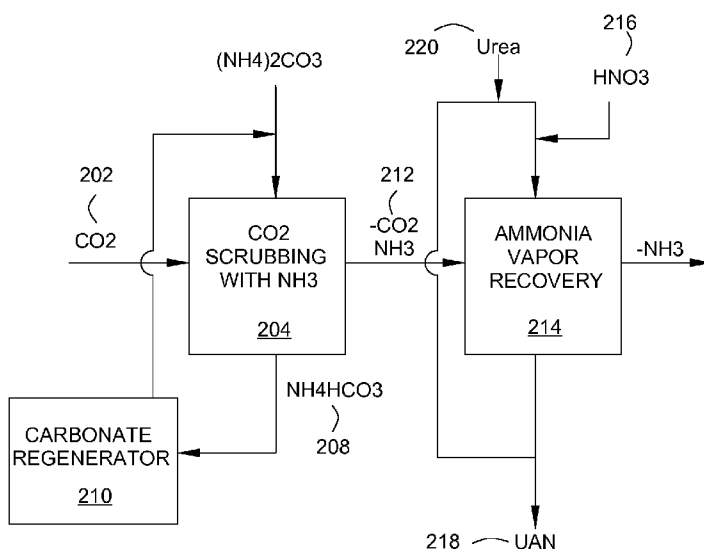 216
220
Urea
(NH4)2CO3
HNO3
202
212
CO2
CO2
SCRUBBING
WITH NH3
204
-CO2
NH3
AMMONIA
VAPOR
RECOVERY
214
-NH3
NH4HCO3
208
CARBONATE
REGENERATOR
210
218
UAN